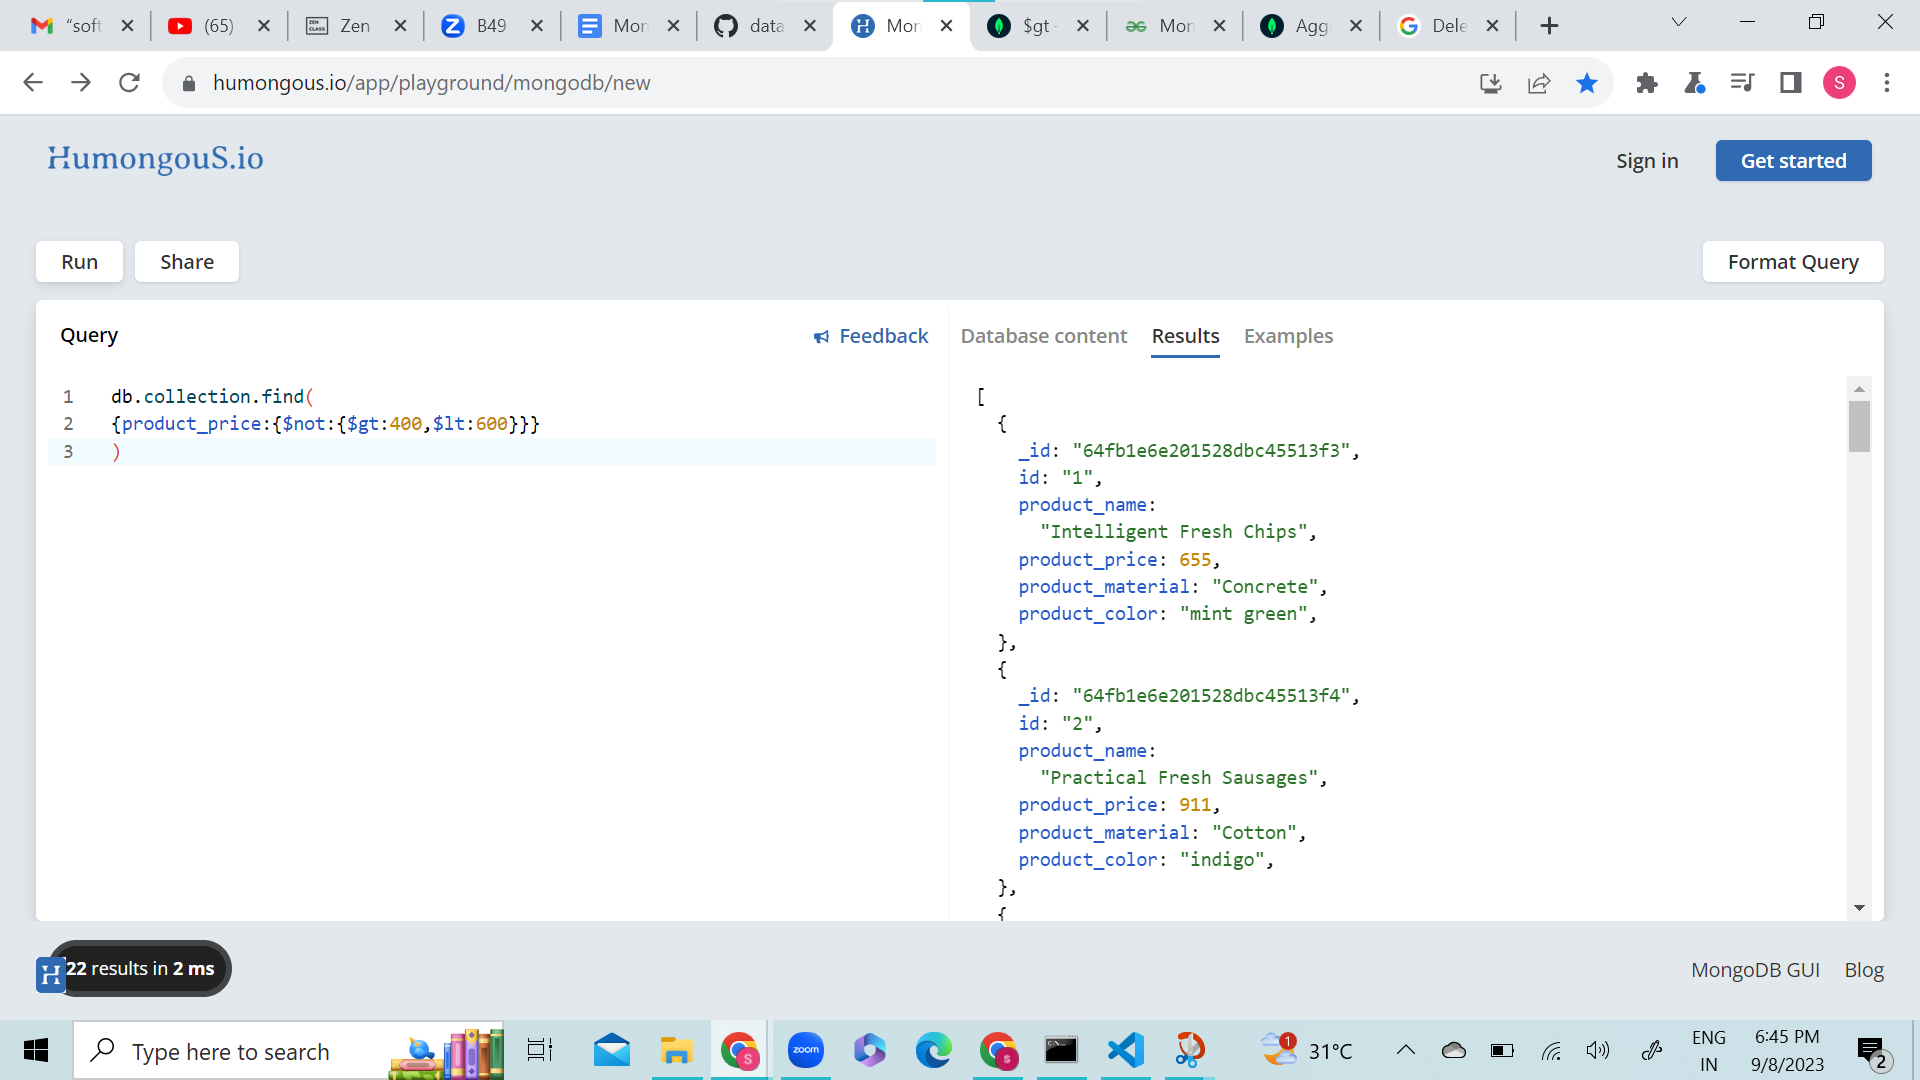 "soft
(65)
Zen
B49
Mon
data
Mon
$gt -
Mon
Agg
Dele
humongous.io/app/playground/mongodb/new
S
HumongouS.io
Sign in
Get started
Run
Share
Format Query
Query
Feedback
Database content
Results
Examples
1 db.collection.find(
2 {product_price:{$not:{$gt:400,$lt:600}}}
3 )
[
{
_id: "64fb1e6e201528dbc45513f3",
id: "1",
product_name:
"Intelligent Fresh Chips",
product_price: 655,
product_material: "Concrete",
product_color: "mint green",
},
{
_id: "64fb1e6e201528dbc45513f4",
id: "2",
product_name:
"Practical Fresh Sausages",
product_price: 911,
product_material: "Cotton",
product_color: "indigo",
},
{
22 results in 2 ms
MongoDB GUI
Blog
Type here to search
zoom
1
31°C
ENG
IN
6:45 PM
9/8/2023
2